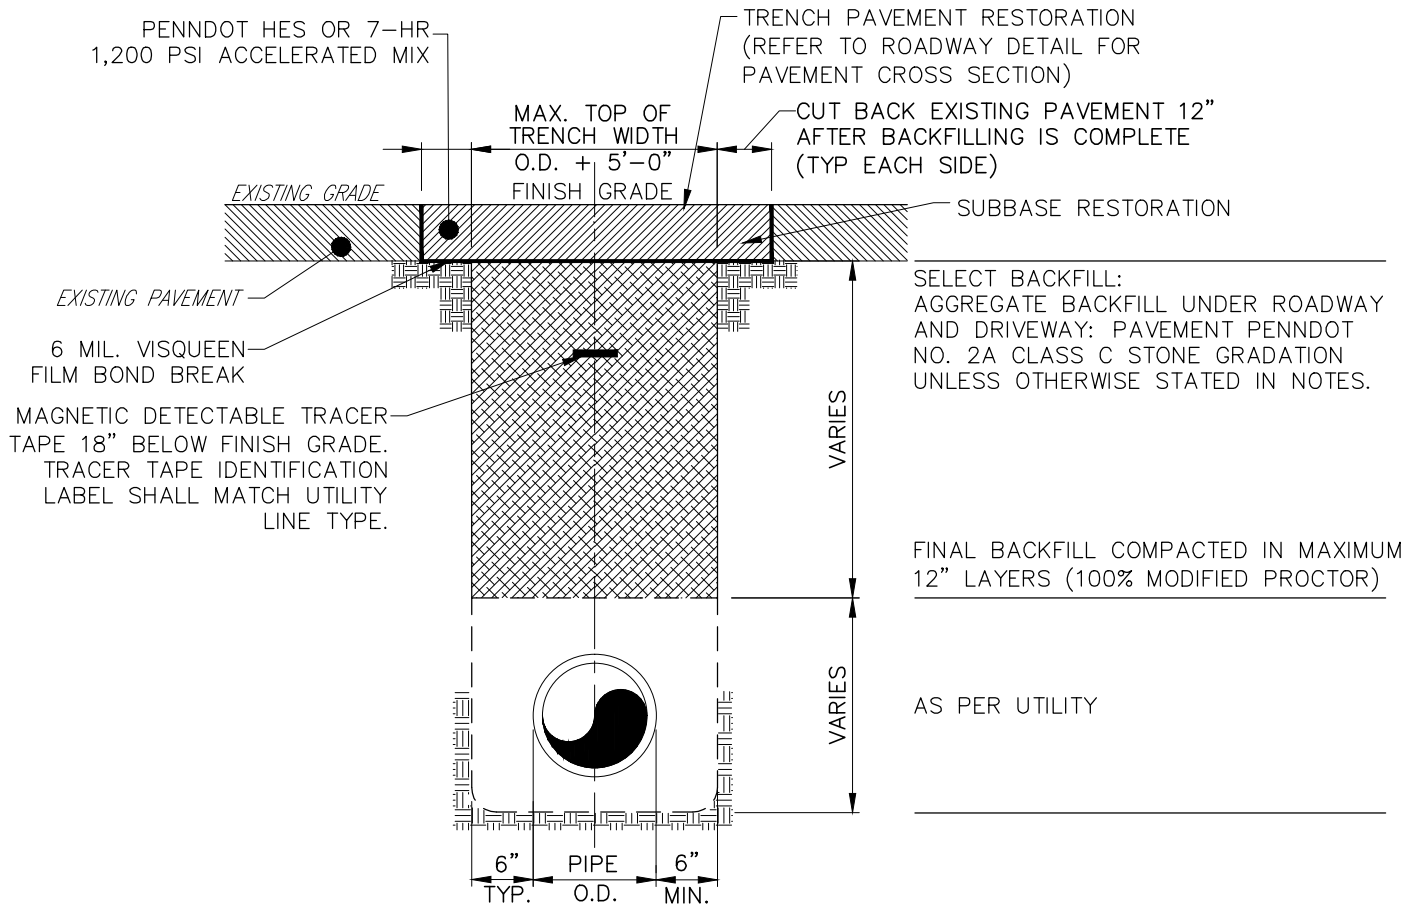 PENNDOT HES OR 7-HR
1,200 PSI ACCELERATED MIX
TRENCH PAVEMENT RESTORATION
(REFER TO ROADWAY DETAIL FOR
PAVEMENT CROSS SECTION)
MAX. TOP OF
TRENCH WIDTH
O.D. + 5'-0"
FINISH GRADE
CUT BACK EXISTING PAVEMENT 12"
AFTER BACKFILLING IS COMPLETE
(TYP EACH SIDE)
EXISTING GRADE
SUBBASE RESTORATION
EXISTING PAVEMENT
6 MIL. VISQUEEN
FILM BOND BREAK
MAGNETIC DETECTABLE TRACER
TAPE 18" BELOW FINISH GRADE.
TRACER TAPE IDENTIFICATION
LABEL SHALL MATCH UTILITY
LINE TYPE.
SELECT BACKFILL:
AGGREGATE BACKFILL UNDER ROADWAY
AND DRIVEWAY: PAVEMENT PENNDOT
NO. 2A CLASS C STONE GRADATION
UNLESS OTHERWISE STATED IN NOTES.
VARIES
FINAL BACKFILL COMPACTED IN MAXIMUM
12" LAYERS (100% MODIFIED PROCTOR)
VARIES
AS PER UTILITY
6"
TYP.
PIPE
O.D.
6"
MIN.